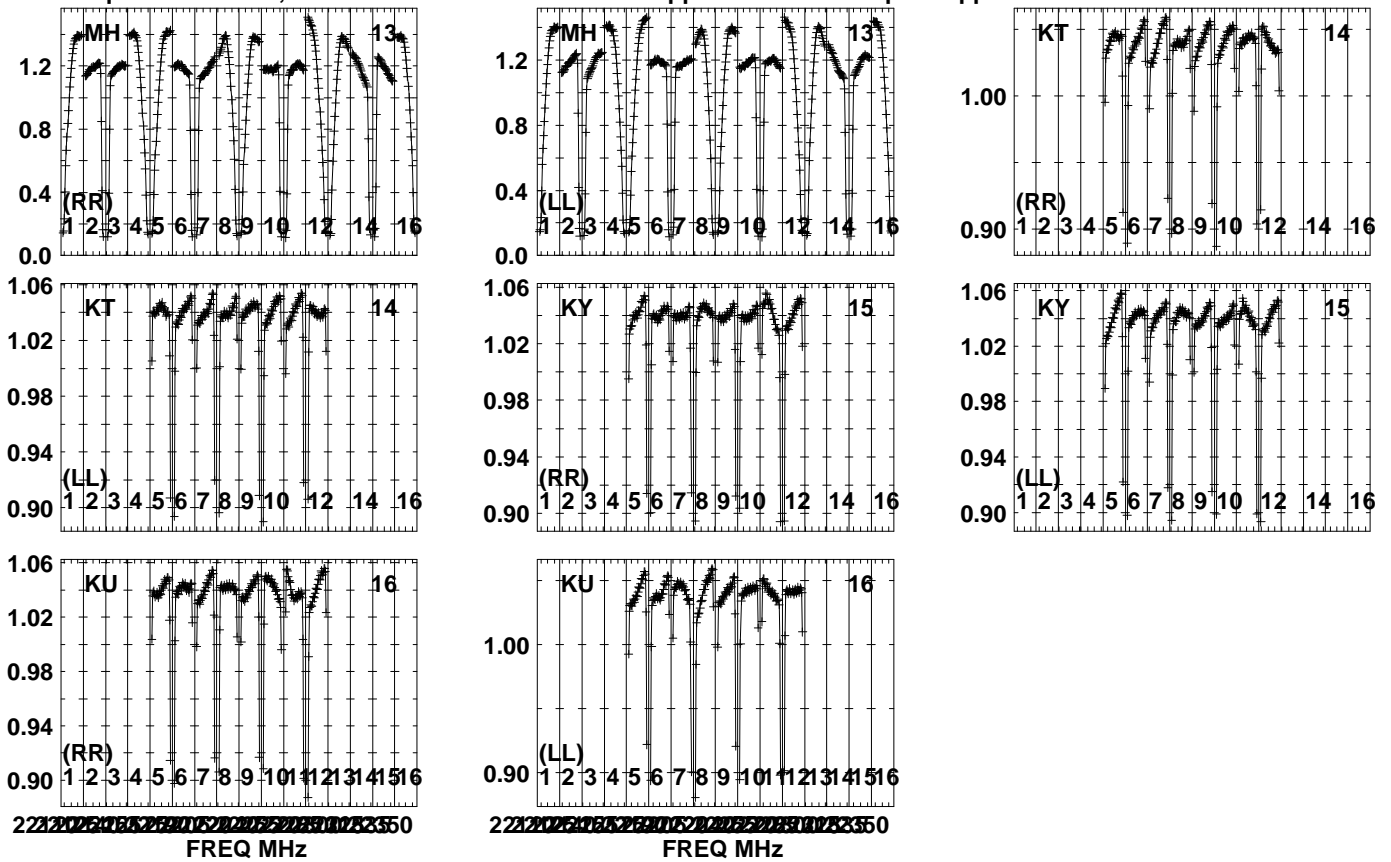 MH 13
1.2
0.8
0.4
(RR)
1 2 3 4 5 6 7 8 9 10 12 14 16
0.0
MH 13
1.2
0.8
0.4
(LL)
1 2 3 4 5 6 7 8 9 10 12 14 16
0.0
KT 14
1.00
(RR)
0.90 1 2 3 4 5 6 7 8 9 10 12 14 16
1.06
KT 14
1.02
0.98
0.94
(LL)
0.90 1 2 3 4 5 6 7 8 9 10 12 14 16
1.06
KY 15
1.02
0.98
0.94
(RR)
0.90 1 2 3 4 5 6 7 8 9 10 12 14 16
1.06
KY 15
1.02
0.98
0.94
(LL)
0.90 1 2 3 4 5 6 7 8 9 10 12 14 16
1.06
KU 16
1.02
0.98
0.94
(RR)
0.90 1 2 3 4 5 6 7 8 9 10 11 12 13 14 15 16
KU 16
1.00
(LL)
0.90 1 2 3 4 5 6 7 8 9 10 11 12 13 14 15 16
FREQ MHz
FREQ MHz